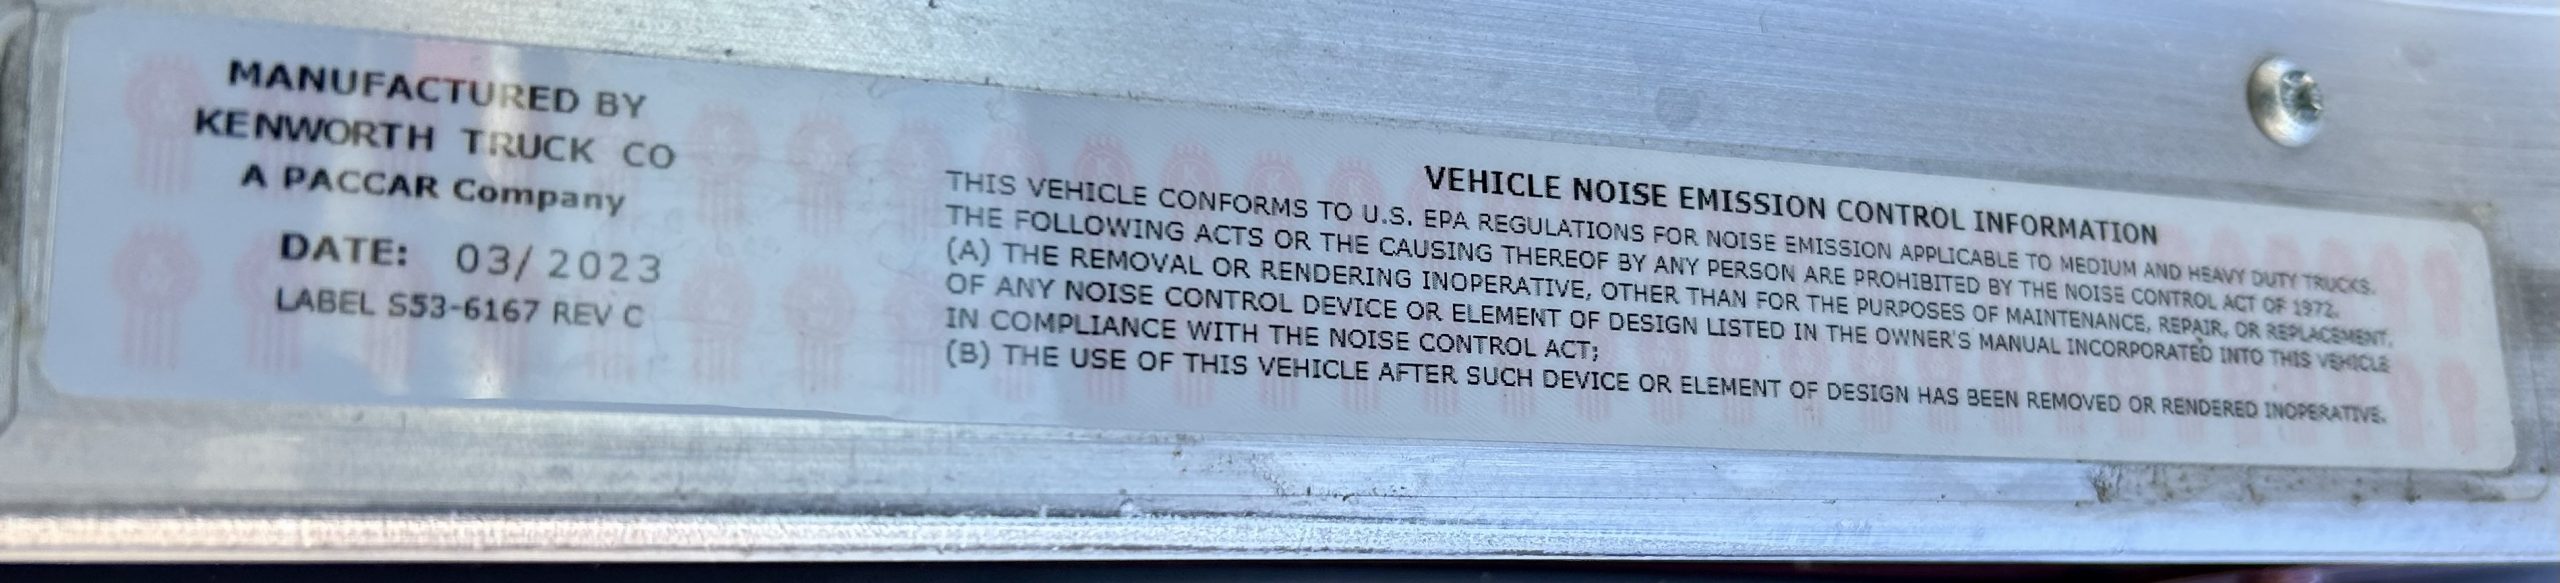 MANUFACTURED BY
KENWORTH TRUCK CO
A PACCAR Company
DATE: 03/2023
LABEL S53-6167 REV C
VEHICLE NOISE EMISSION CONTROL INFORMATION
THIS VEHICLE CONFORMS TO U.S. EPA REGULATIONS FOR NOISE EMISSION APPLICABLE TO MEDIUM AND HEAVY DUTY TRUCKS.
THE FOLLOWING ACTS OR THE CAUSING THEREOF BY ANY PERSON ARE PROHIBITED BY THE NOISE CONTROL ACT OF 1972.
(A) THE REMOVAL OR RENDERING INOPERATIVE, OTHER THAN FOR THE PURPOSES OF MAINTENANCE, REPAIR, OR REPLACEMENT,
OF ANY NOISE CONTROL DEVICE OR ELEMENT OF DESIGN LISTED IN THE OWNER'S MANUAL INCORPORATED INTO THIS VEHICLE
IN COMPLIANCE WITH THE NOISE CONTROL ACT;
(B) THE USE OF THIS VEHICLE AFTER SUCH DEVICE OR ELEMENT OF DESIGN HAS BEEN REMOVED OR RENDERED INOPERATIVE.